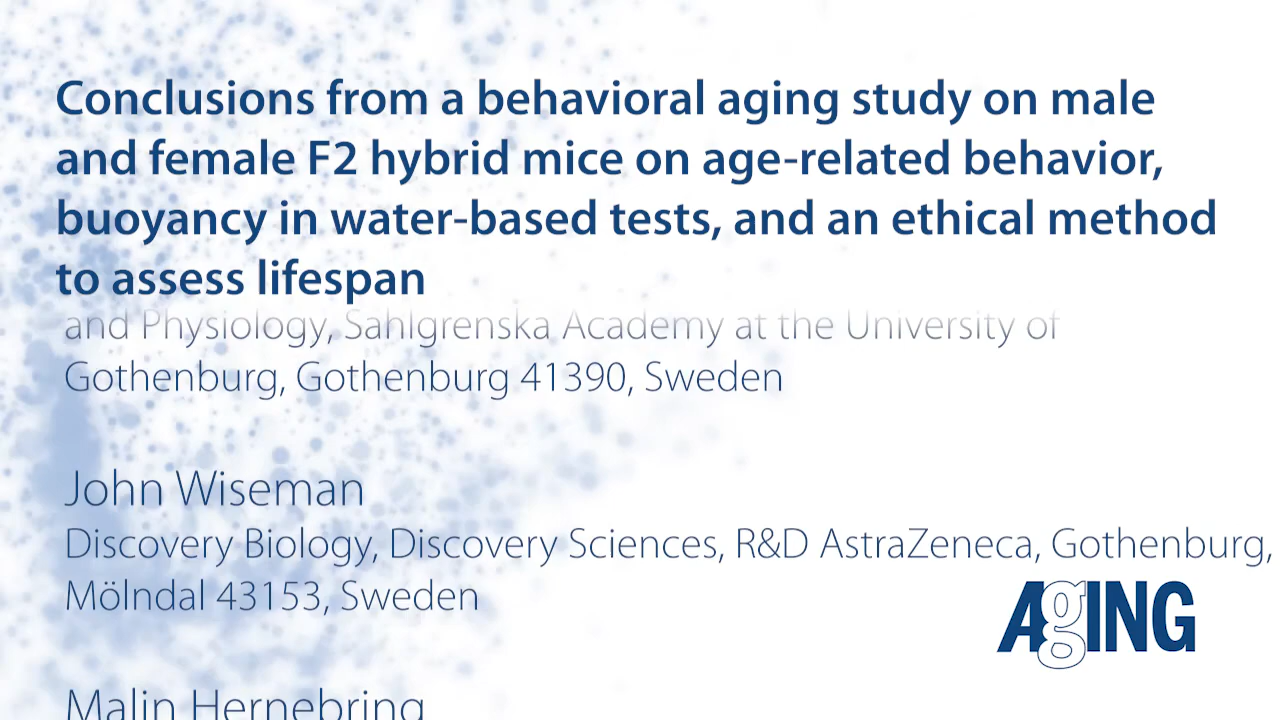 Conclusions from a behavioral aging study on male
and female F2 hybrid mice on age-related behavior,
buoyancy in water-based tests, and an ethical method
to assess lifespan
and Physiology, Sahlgrenska Academy at the University of
Gothenburg, Gothenburg 41390, Sweden
John Wiseman
Discovery Biology, Discovery Sciences, R&D AstraZeneca, Gothenburg,
Mölndal 43153, Sweden
AgING
Malin Hernebring